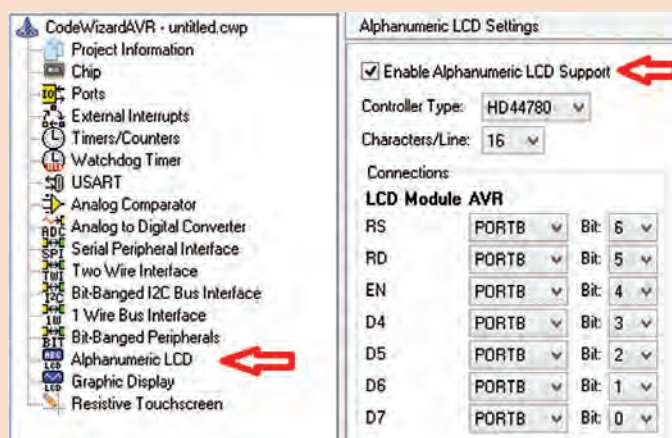 CodeWizardAVR - untitled.cwp
Project Information
Chip
Ports
External Interrupts
Timers/Counters
Watchdog Timer
USART
Analog Comparator
Analog to Digital Converter
Serial Peripheral Interface
Two Wire Interface
Bit-Banged I2C Bus Interface
1 Wire Bus Interface
Bit-Banged Peripherals
Alphanumeric LCD
Graphic Display
Resistive Touchscreen
Alphanumeric LCD Settings
Enable Alphanumeric LCD Support
Controller Type: HD44780
Characters/Line: 16
Connections
LCD Module AVR
RS PORTB Bit: 6
RD PORTB Bit: 5
EN PORTB Bit: 4
D4 PORTB Bit: 3
D5 PORTB Bit: 2
D6 PORTB Bit: 1
D7 PORTB Bit: 0